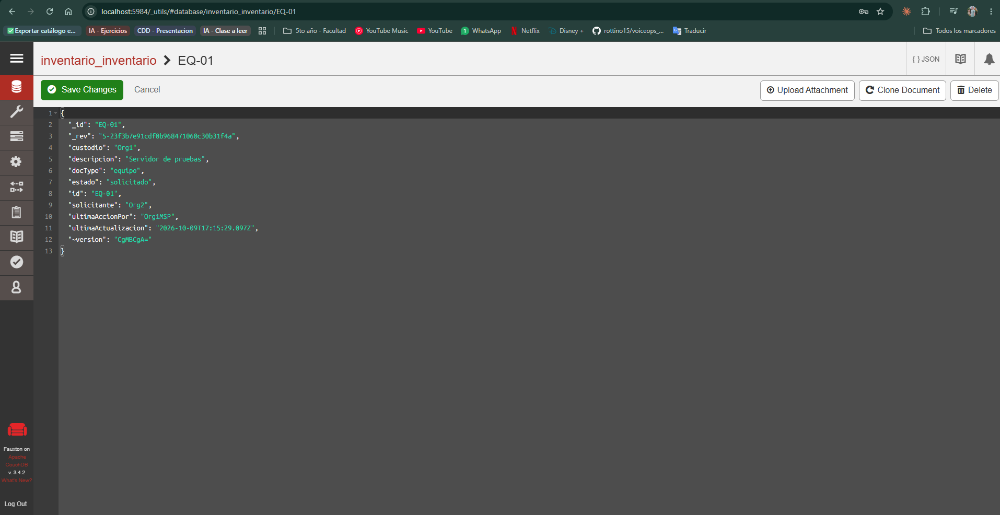 localhost:5984/_utils/#database/inventario_inventario/EQ-01
Exportar catálogo e...
IA - Ejercicios
CDD - Presentacion
IA - Clase a leer
5to año - Facultad
YouTube Music
YouTube
1
WhatsApp
Netflix
Disney +
rottino15/voiceops_...
Traducir
Todos los marcadores
inventario_inventario > EQ-01
{ } JSON
Save Changes
Cancel
Upload Attachment
Clone Document
Delete
1 {
2 "_id": "EQ-01",
3 "_rev": "5-23f3b7e91cdf0b968471060c30b31f4a",
4 "custodio": "Org1",
5 "descripcion": "Servidor de pruebas",
6 "docType": "equipo",
7 "estado": "solicitado",
8 "id": "EQ-01",
9 "solicitante": "Org2",
10 "ultimaAccionPor": "Org1MSP",
11 "ultimaActualizacion": "2026-10-09T17:15:29.097Z",
12 "~version": "CgMBCgA="
13 }
Fauxton on
Apache
CouchDB
v. 3.4.2
What's New?
Log Out